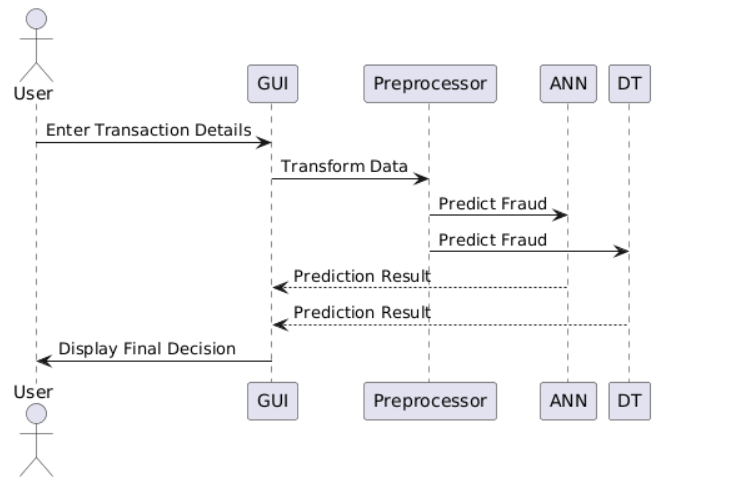 User
GUI
Preprocessor
ANN
DT
Enter Transaction Details
Transform Data
Predict Fraud
Predict Fraud
Prediction Result
Prediction Result
Display Final Decision
User
GUI
Preprocessor
ANN
DT